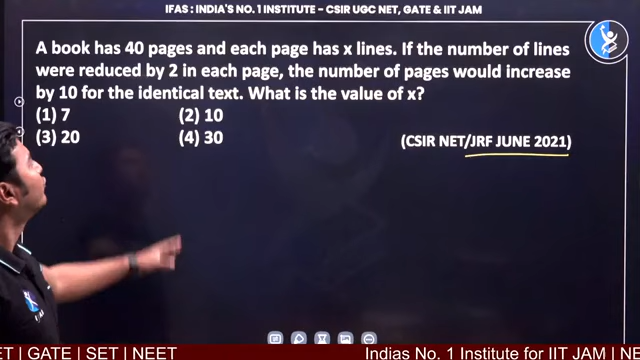 IFAS: INDIA'S NO. 1 INSTITUTE - CSIR UGC NET, GATE & IIT JAM
A book has 40 pages and each page has x lines. If the number of lines
were reduced by 2 in each page, the number of pages would increase
by 10 for the identical text. What is the value of x?
(1) 7 (2) 10
(3) 20 (4) 30
(CSIR NET/JRF JUNE 2021)
ET | GATE | SET | NEET Indias No. 1 Institute for IIT JAM | NE